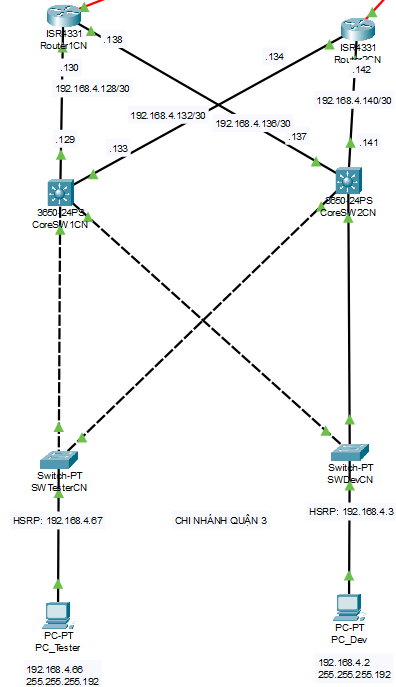 ISR4331
Router1CN
ISR4331
.138
.134
.142
.130
192.168.4.128/30
192.168.4.132/30
192.168.4.136/30
192.168.4.140/30
.129
.133
.137
.141
3650-24PS
CoreSW1CN
3650-24PS
CoreSW2CN
Switch-PT
SWTesterCN
Switch-PT
SWDevCN
HSRP: 192.168.4.67
CHI NHÁNH QUẬN 3
HSRP: 192.168.4.3
PC-PT
PC_Tester
PC-PT
PC_Dev
192.168.4.66
255.255.255.192
192.168.4.2
255.255.255.192